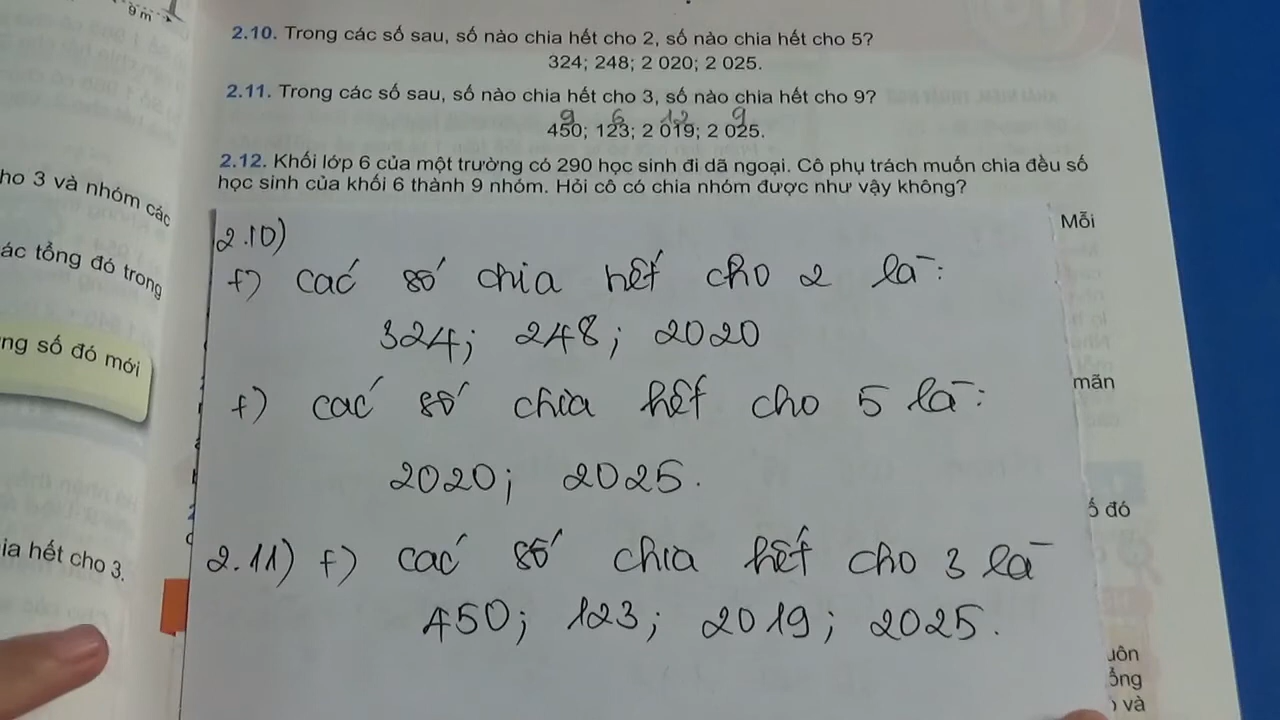 9 m
2.10. Trong các số sau, số nào chia hết cho 2, số nào chia hết cho 5?
324; 248; 2 020; 2 025.
2.11. Trong các số sau, số nào chia hết cho 3, số nào chia hết cho 9?
9 6 12 9
450; 123; 2 019; 2 025.
2.12. Khối lớp 6 của một trường có 290 học sinh đi dã ngoại. Cô phụ trách muốn chia đều số
học sinh của khối 6 thành 9 nhóm. Hỏi cô có chia nhóm được như vậy không?
ho 3 và nhóm các
ác tổng đó trong
ng số đó mới
ia hết cho 3.
Mỗi
mãn
ố đó
uôn
ổng
và
2.10)
+) các số chia hết cho 2 là:
324; 248; 2020
+) các số chia hết cho 5 là:
2020; 2025.
2.11) +) các số chia hết cho 3 là
450; 123; 2019; 2025.